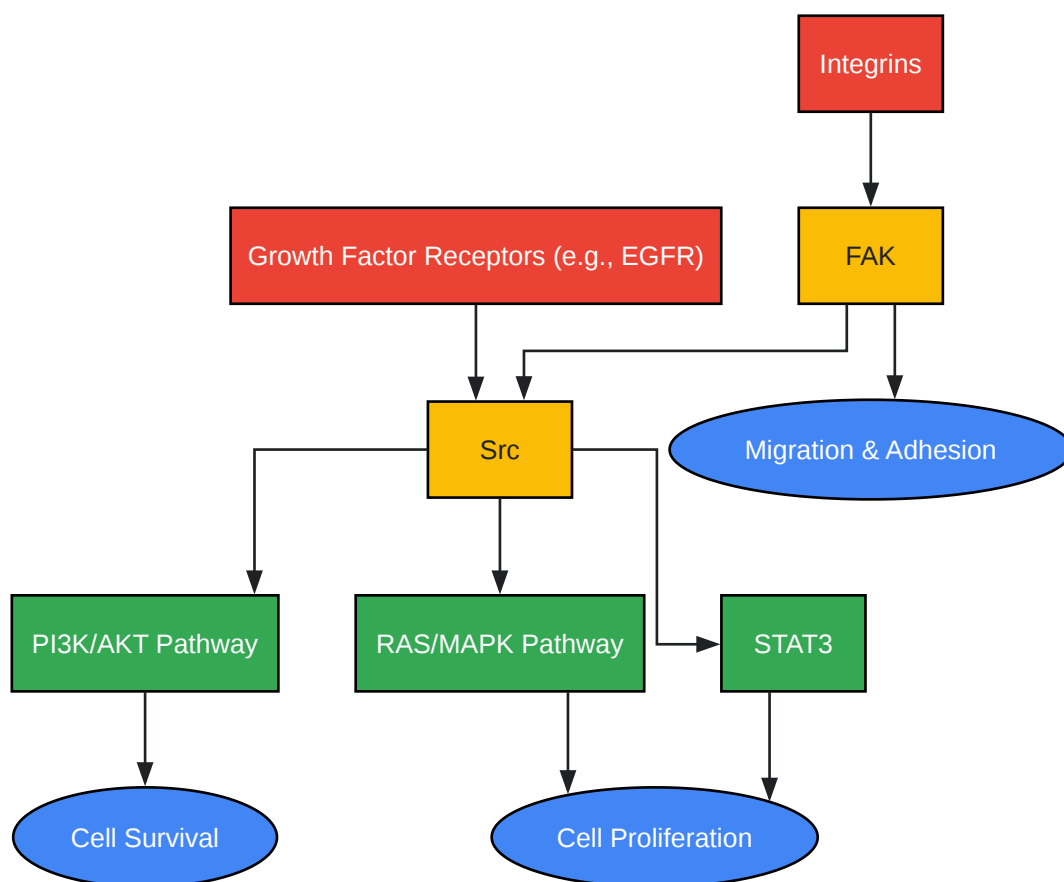 Integrins
Growth Factor Receptors (e.g., EGFR)
FAK
Src
Migration & Adhesion
PI3K/AKT Pathway
RAS/MAPK Pathway
STAT3
Cell Survival
Cell Proliferation